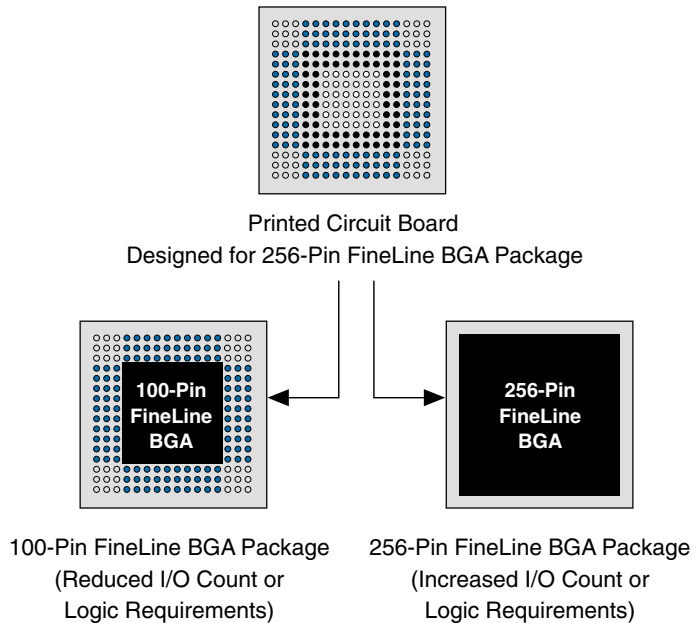 Printed Circuit Board
Designed for 256-Pin FineLine BGA Package
100-Pin
FineLine
BGA
256-Pin
FineLine
BGA
100-Pin FineLine BGA Package
(Reduced I/O Count or
Logic Requirements)
256-Pin FineLine BGA Package
(Increased I/O Count or
Logic Requirements)